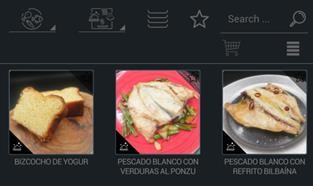 Search ...
BIZCOCHO DE YOGUR
PESCADO BLANCO CON
VERDURAS AL PONZU
PESCADO BLANCO CON
REFRITO BILBAÍNA